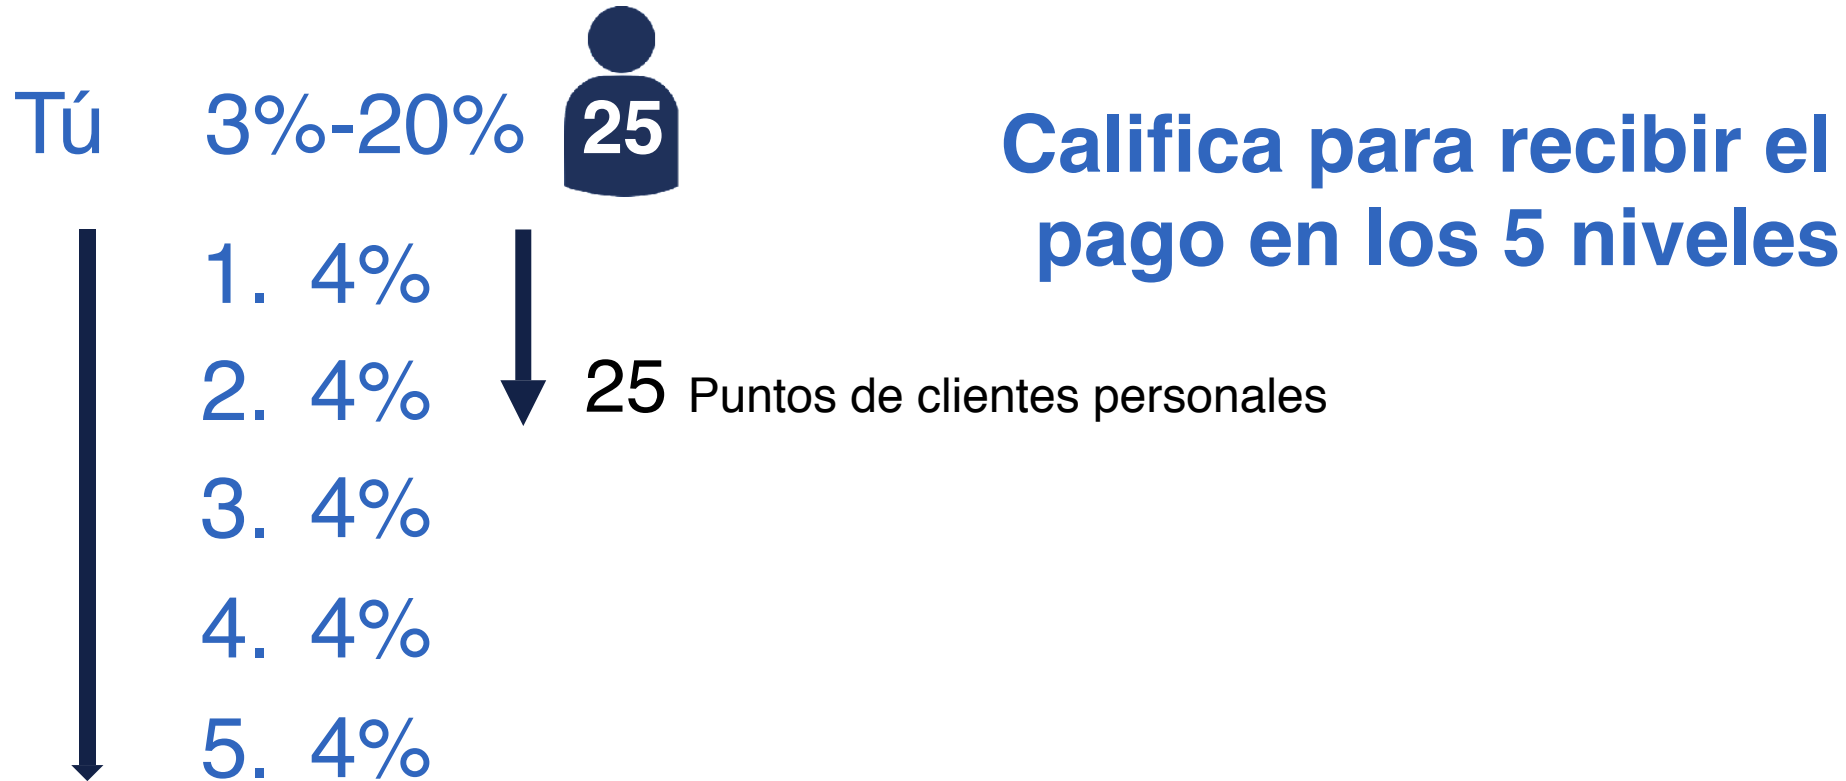 Tú 3%-20% 25
Califica para recibir el
pago en los 5 niveles
1. 4%
2. 4%
25 Puntos de clientes personales
3. 4%
4. 4%
5. 4%